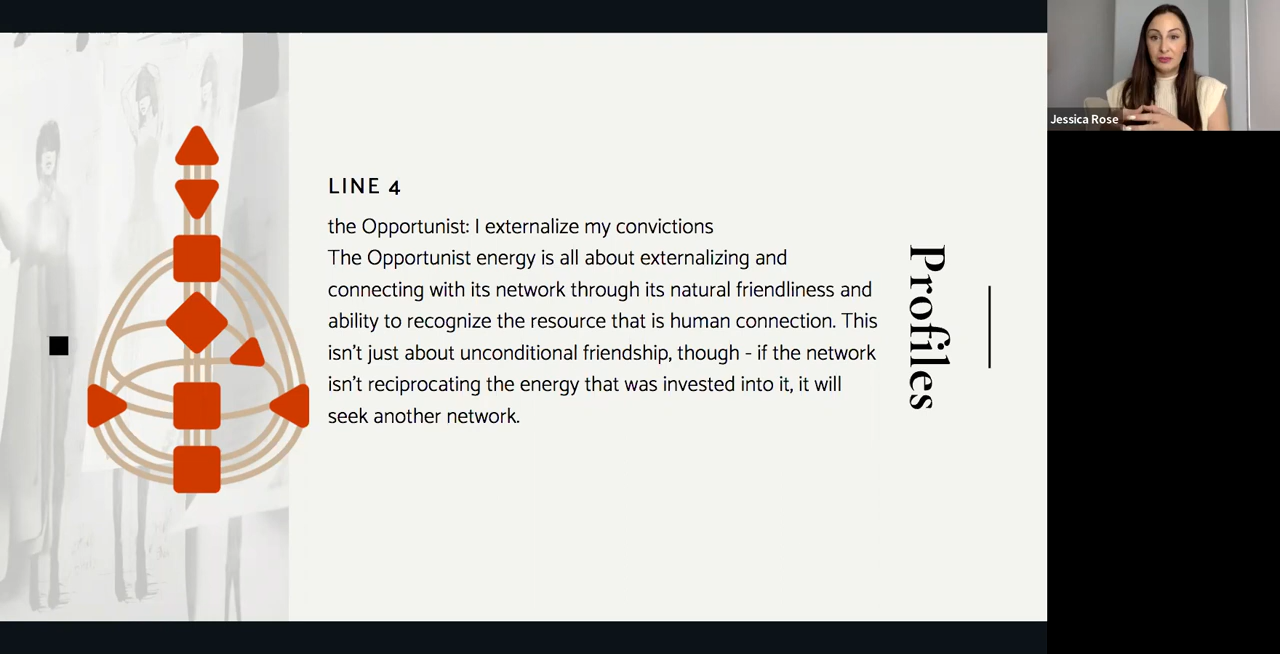 LINE 4
the Opportunist: I externalize my convictions
The Opportunist energy is all about externalizing and
connecting with its network through its natural friendliness and
ability to recognize the resource that is human connection. This
isn't just about unconditional friendship, though - if the network
isn't reciprocating the energy that was invested into it, it will
seek another network.
Profiles
Jessica Rose